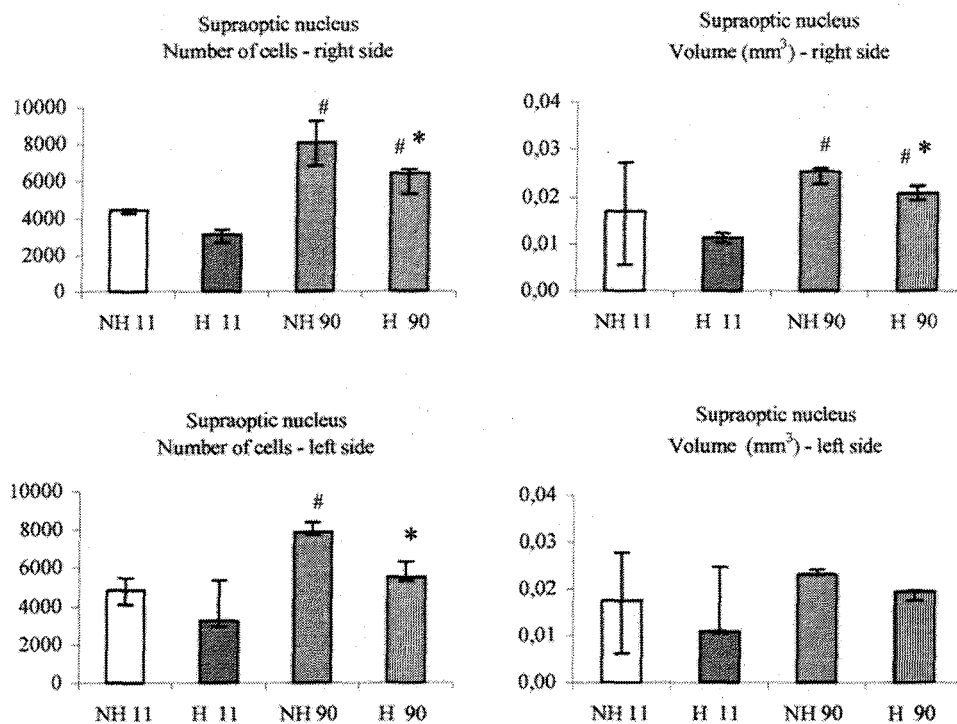 Supraoptic nucleus
Number of cells - right side
10000
8000
6000
4000
2000
0
#
# *
NH 11 H 11 NH 90 H 90
Supraoptic nucleus
Volume (mm³) - right side
0,04
0,03
0,02
0,01
0,00
#
# *
NH 11 H 11 NH 90 H 90
Supraoptic nucleus
Number of cells - left side
10000
8000
6000
4000
2000
0
#
*
NH 11 H 11 NH 90 H 90
Supraoptic nucleus
Volume (mm³) - left side
0,04
0,03
0,02
0,01
0,00
NH 11 H 11 NH 90 H 90